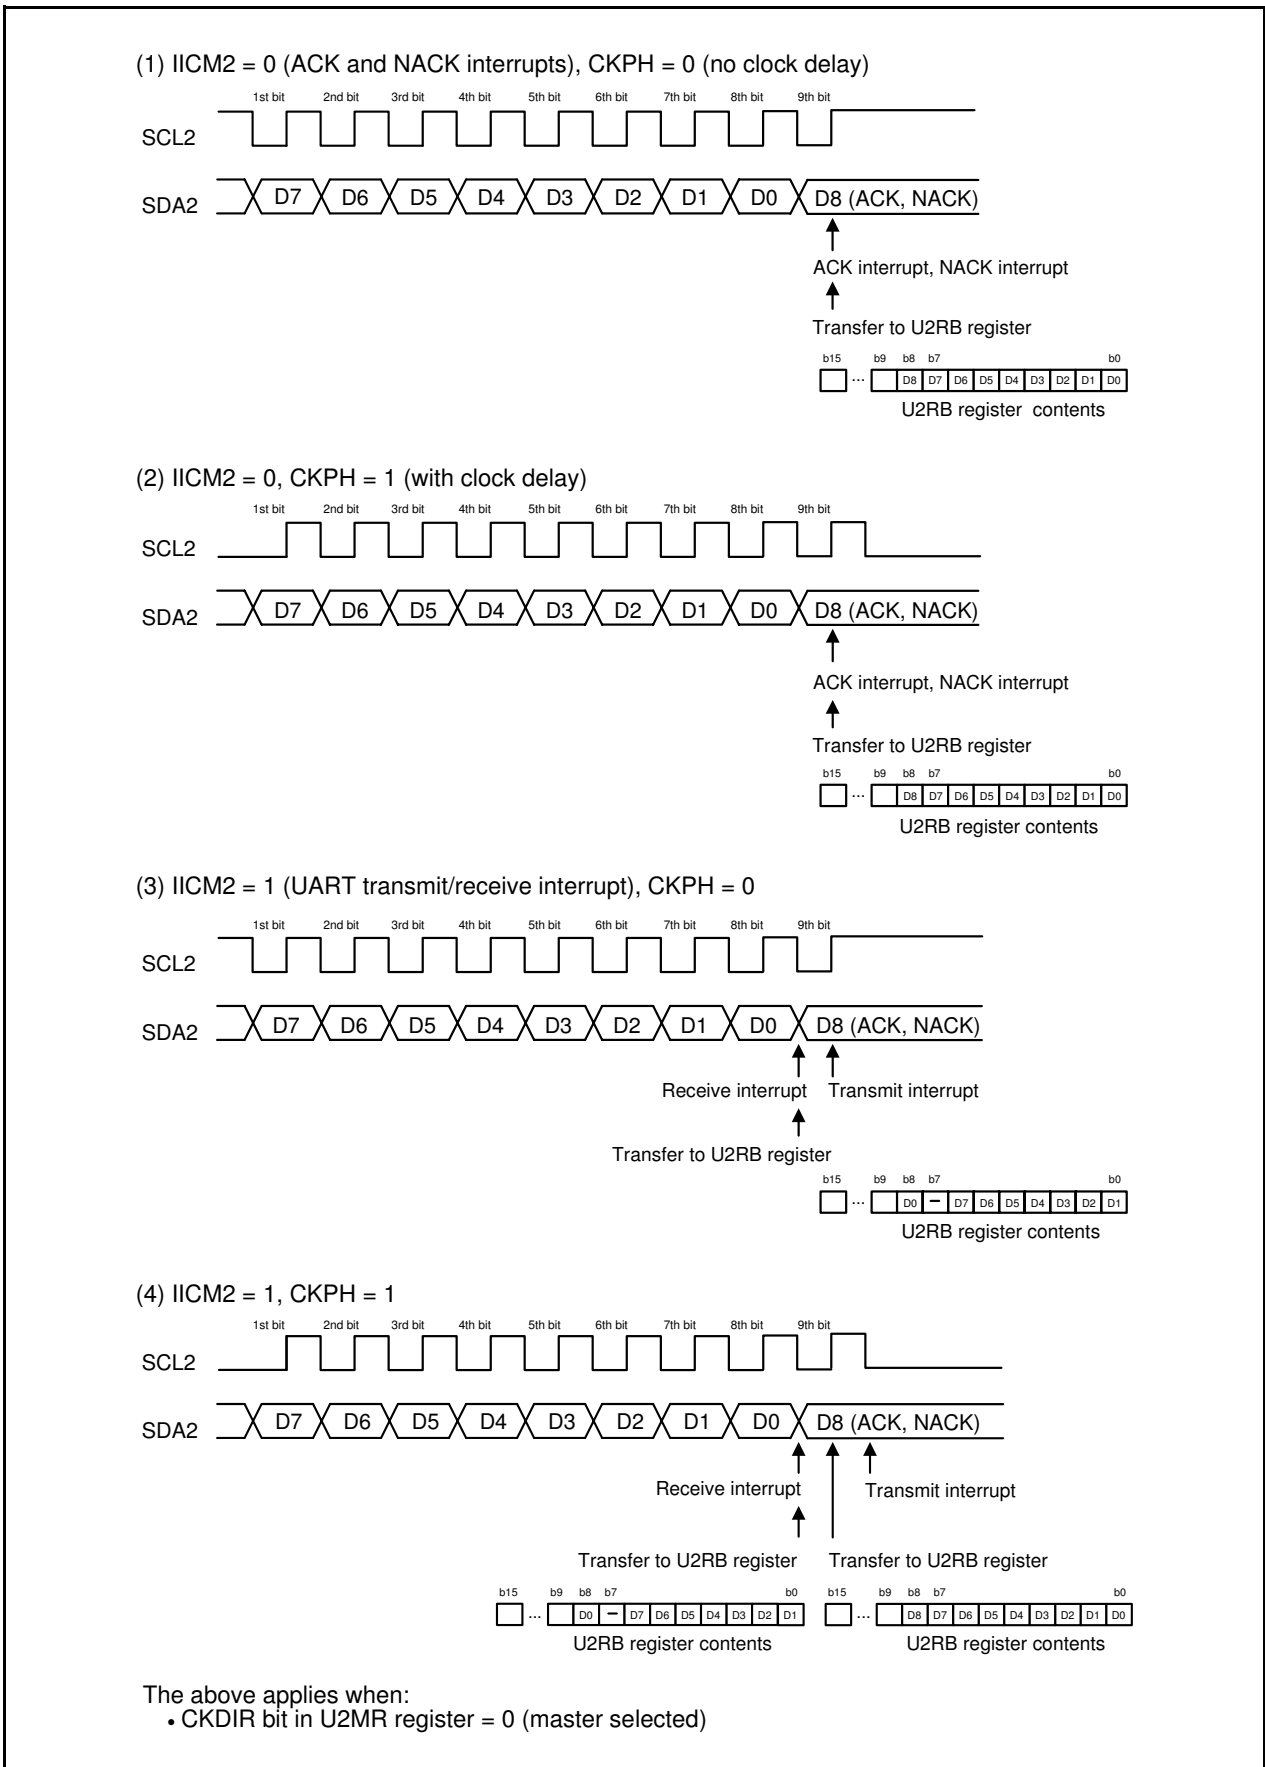 (1) IICM2 = 0 (ACK and NACK interrupts), CKPH = 0 (no clock delay)
1st bit 2nd bit 3rd bit 4th bit 5th bit 6th bit 7th bit 8th bit 9th bit
SCL2
SDA2 D7 D6 D5 D4 D3 D2 D1 D0 D8 (ACK, NACK)
ACK interrupt, NACK interrupt
Transfer to U2RB register
b15 b9 b8 b7 b0
... D8 D7 D6 D5 D4 D3 D2 D1 D0
U2RB register contents
(2) IICM2 = 0, CKPH = 1 (with clock delay)
1st bit 2nd bit 3rd bit 4th bit 5th bit 6th bit 7th bit 8th bit 9th bit
SCL2
SDA2 D7 D6 D5 D4 D3 D2 D1 D0 D8 (ACK, NACK)
ACK interrupt, NACK interrupt
Transfer to U2RB register
b15 b9 b8 b7 b0
... D8 D7 D6 D5 D4 D3 D2 D1 D0
U2RB register contents
(3) IICM2 = 1 (UART transmit/receive interrupt), CKPH = 0
1st bit 2nd bit 3rd bit 4th bit 5th bit 6th bit 7th bit 8th bit 9th bit
SCL2
SDA2 D7 D6 D5 D4 D3 D2 D1 D0 D8 (ACK, NACK)
Receive interrupt Transmit interrupt
Transfer to U2RB register
b15 b9 b8 b7 b0
... D0 – D7 D6 D5 D4 D3 D2 D1
U2RB register contents
(4) IICM2 = 1, CKPH = 1
1st bit 2nd bit 3rd bit 4th bit 5th bit 6th bit 7th bit 8th bit 9th bit
SCL2
SDA2 D7 D6 D5 D4 D3 D2 D1 D0 D8 (ACK, NACK)
Receive interrupt Transmit interrupt
Transfer to U2RB register Transfer to U2RB register
b15 b9 b8 b7 b0 b15 b9 b8 b7 b0
... D0 – D7 D6 D5 D4 D3 D2 D1 ... D8 D7 D6 D5 D4 D3 D2 D1 D0
U2RB register contents U2RB register contents
The above applies when:
• CKDIR bit in U2MR register = 0 (master selected)